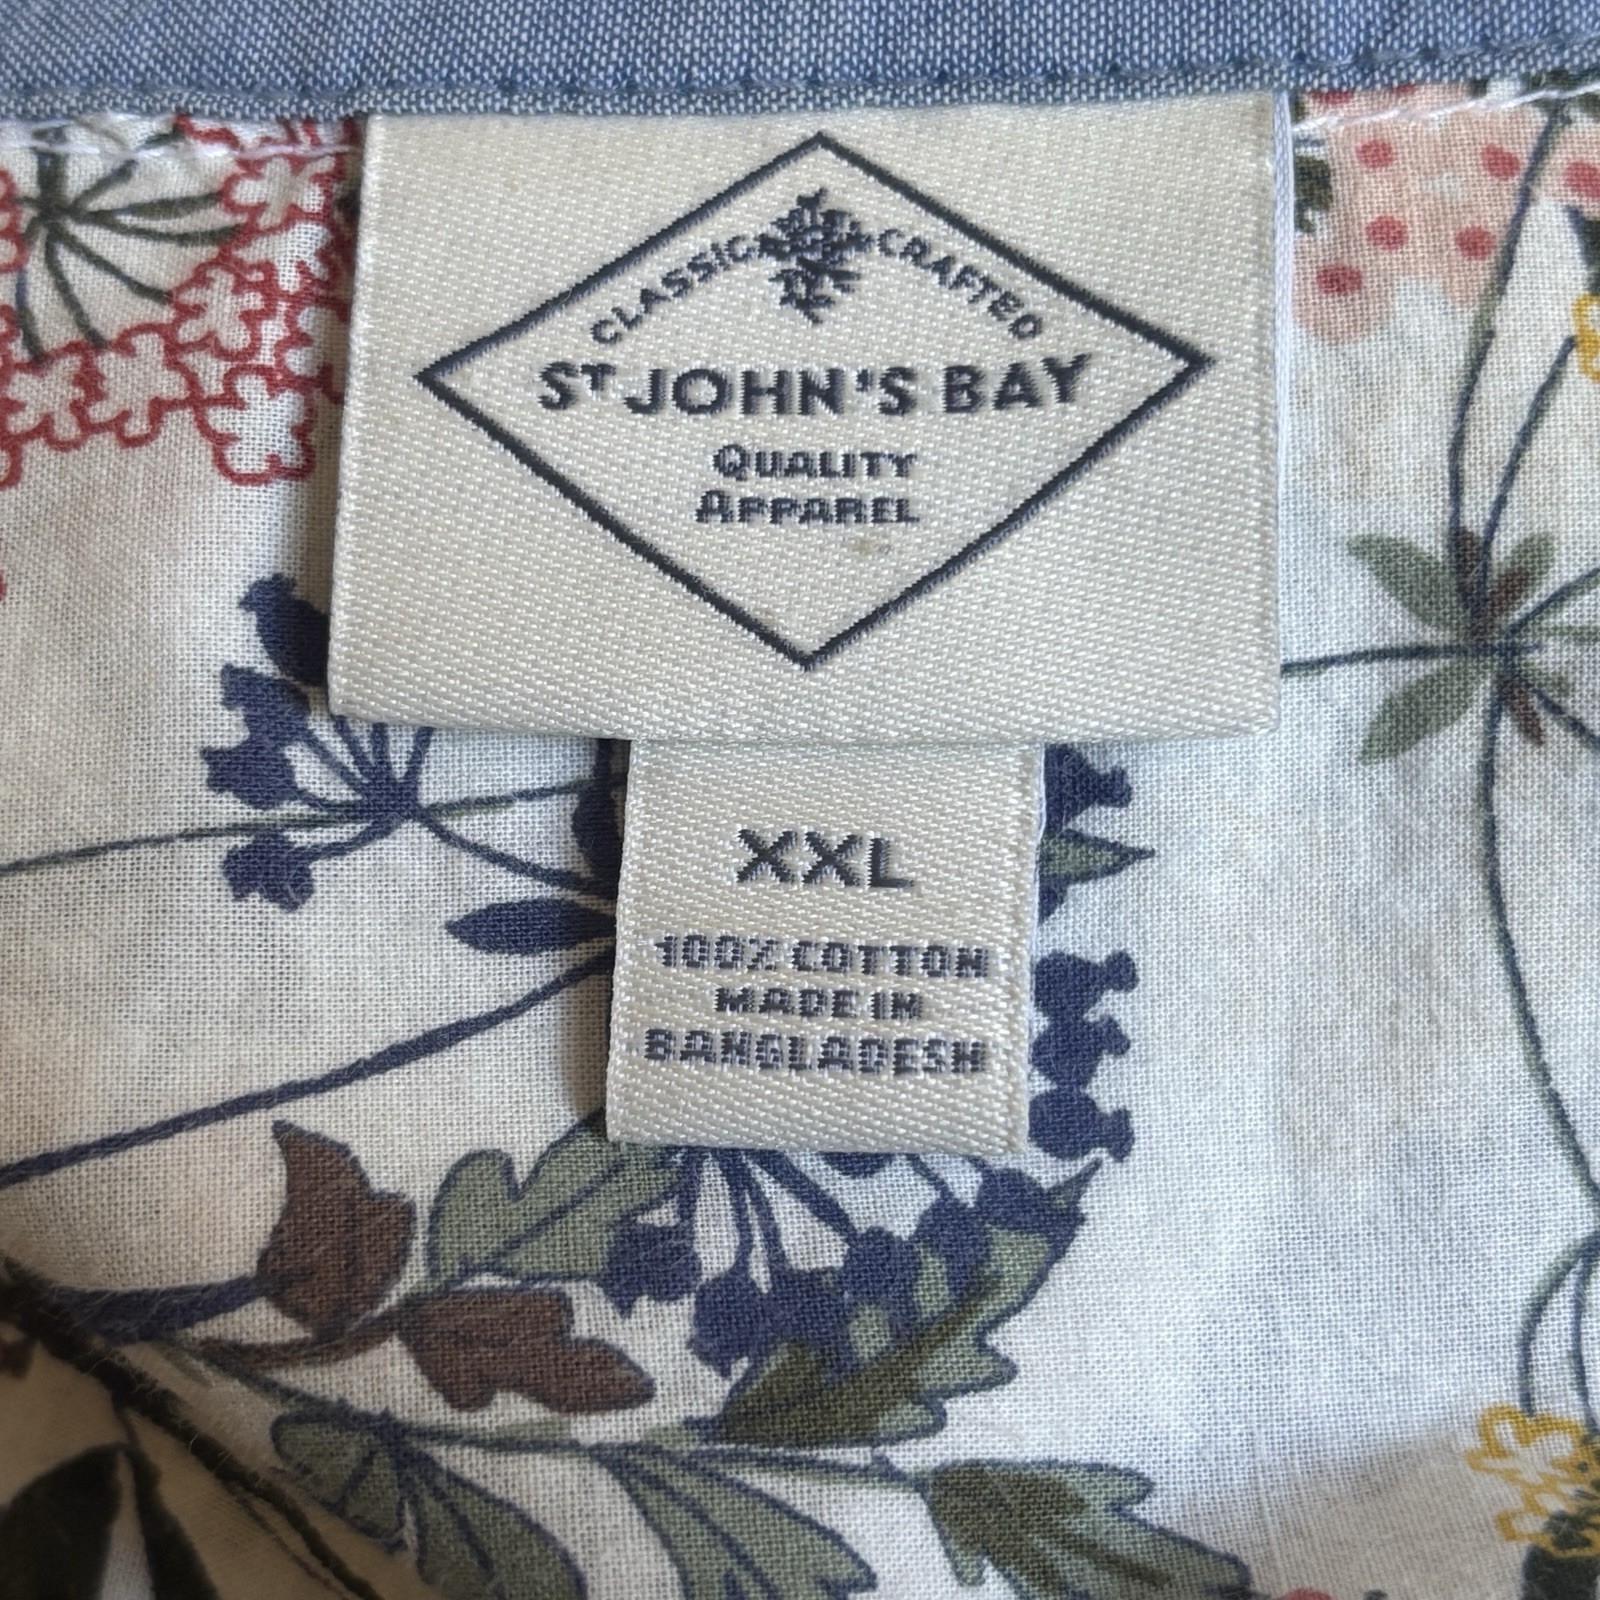 CLASSIC CRAFTED
ST JOHN'S BAY
QUALITY
APPAREL
XXL
100% COTTON
MADE IN
BANGLADESH